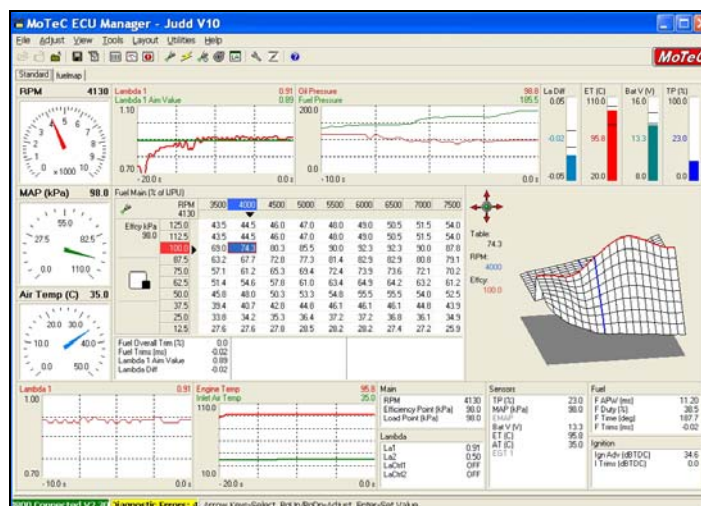 MoTeC ECU Manager - Judd V10
File Adjust View Tools Layout Utilities Help
MoTeC
Standard fuelmap
RPM 4130
0 1 2 3 4 5 6 7 8 9 10
x1000
Lambda 1 0.91
Lambda 1 Aim Value 0.89
1.10
0.70
-20.0 s 0.0 s
Oil Pressure 98.8
Fuel Pressure 185.5
200.0
0.0
-10.0 s 0.0 s
La Diff
0.05
-0.02
-0.05
ET (C)
110.0
95.8
20.0
Bat V (V)
16.0
13.3
8.0
TP (%)
100.0
23.0
0.0
MAP (kPa) 98.0
0.0 27.5 55.0 82.5 110.0
Air Temp (C) 35.0
0.0 10.0 20.0 30.0 40.0 50.0
Fuel Main (% of IJPU)
RPM 3500 4000 4500 5000 5500 6000 6500 7000 7500
4130
Effcy kPa 125.0 43.5 44.5 46.0 47.0 48.0 49.0 50.5 51.5 54.0
98.0 112.5 43.5 44.5 46.0 47.0 48.0 49.0 50.5 51.5 54.0
100.0 69.0 74.3 80.3 85.5 90.0 92.3 92.3 90.0 87.8
87.5 63.2 67.7 72.8 77.3 81.4 82.9 82.9 80.8 79.1
75.0 57.1 61.2 65.3 69.4 72.4 73.9 73.6 72.1 70.2
62.5 51.4 54.6 57.8 61.0 63.4 64.9 64.2 63.2 61.2
50.0 45.8 48.0 50.3 53.3 54.8 55.5 55.5 54.0 52.5
37.5 39.4 40.7 42.8 44.8 46.1 46.1 46.1 44.8 43.9
25.0 33.8 34.2 35.3 36.4 37.2 37.2 36.8 36.1 34.9
12.5 27.6 27.6 27.8 28.5 28.2 28.2 27.4 27.2 25.9
Table:
74.3
RPM:
4000
Effcy:
100.0
Fuel Overall Trim (%) 0.0
Fuel Trims (ms) -0.02
Lambda 1 Aim Value 0.89
Lambda Diff -0.02
Lambda 1 0.91
1.00
0.70
-10.0 s 0.0 s
Engine Temp 95.8
Inlet Air Temp 35.0
110.0
10.0
-20.0 s 0.0 s
Main
RPM 4130
Efficiency Point (kPa) 98.0
Load Point (kPa) 98.0
Lambda
La1 0.91
La2 0.50
LaCtrl1 OFF
LaCtrl2 OFF
Sensors
TP (%) 23.0
MAP (kPa) 98.0
EMAP
Bat V (V) 13.3
ET (C) 95.8
AT (C) 35.0
EGT 1
Fuel
F APW (ms) 11.20
F Duty (%) 38.5
F Time (deg) 187.7
F Trims (ms) -0.02
Ignition
Ign Adv (dBTDC) 34.6
I Trims (dBTDC) 0.0
Connected V2.30 Diagnostic Errors: 4 Arrow Keys=Select, PgUp/PgDn=Adjust, Enter=Set Value